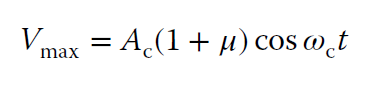 V_max = A_c(1 + μ) cos ω_c t